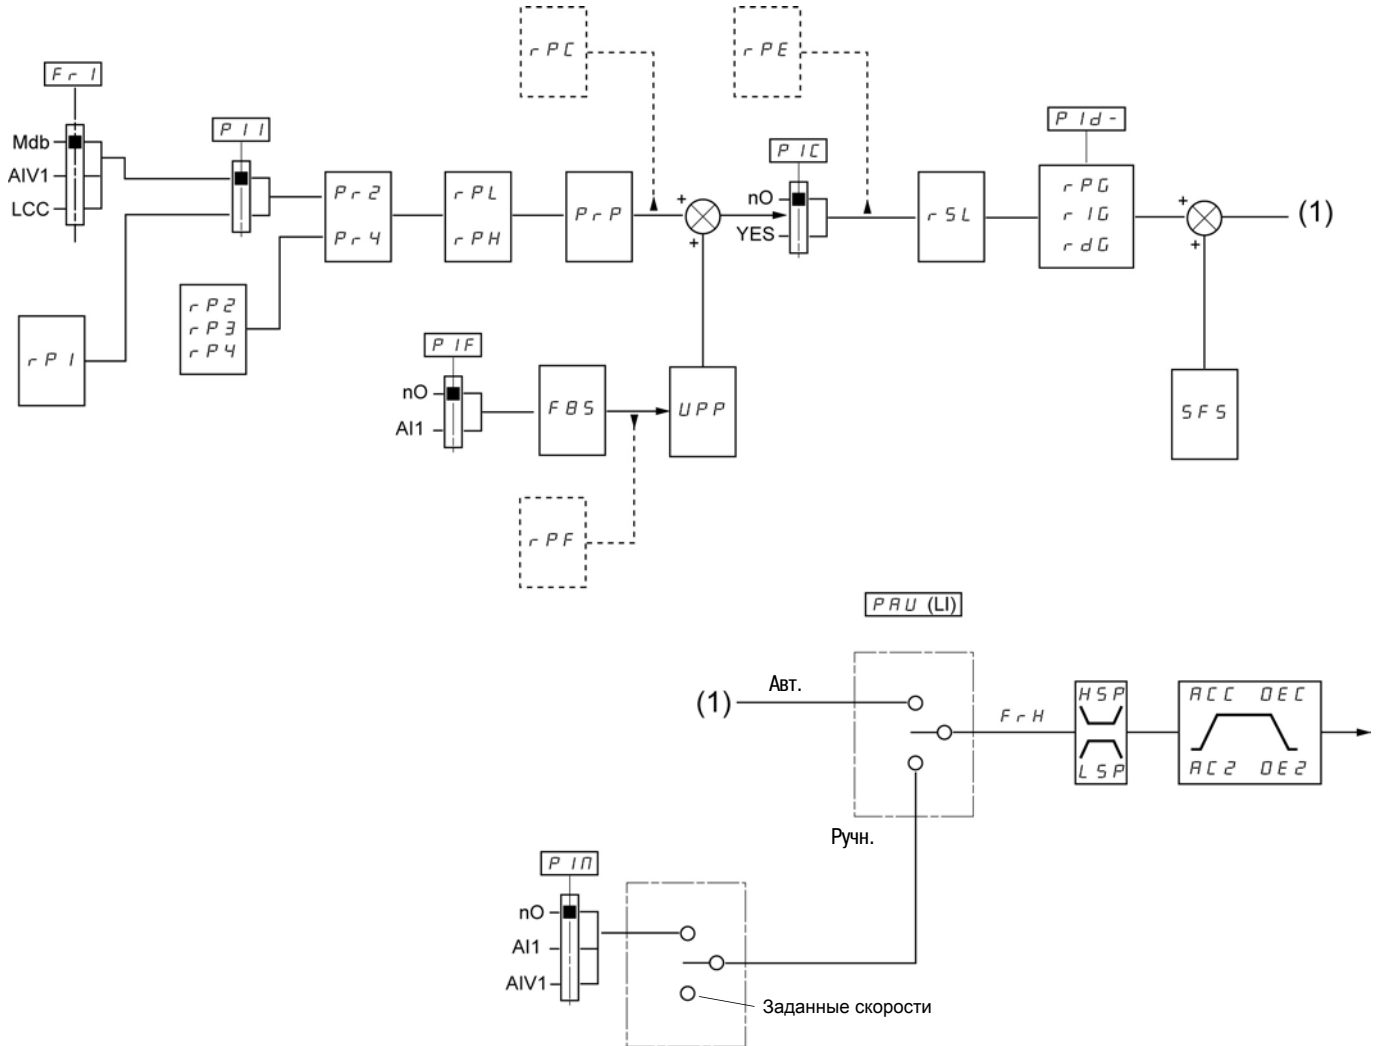 rPC
rPE
Fr1
PI1
PIC
PId-
Mdb
AIV1
LCC
nO
YES
Pr2
Pr4
rPL
rPH
PrP
+
+
rSL
rPG
rIG
rdG
+
+
(1)
rP1
rP2
rP3
rP4
PIF
nO
AI1
FBS
UPP
SFS
rPF
PAU (LI)
(1)
Авт.
FrH
HSP
LSP
ACC DEC
AC2 DE2
Ручн.
PIM
nO
AI1
AIV1
Заданные скорости